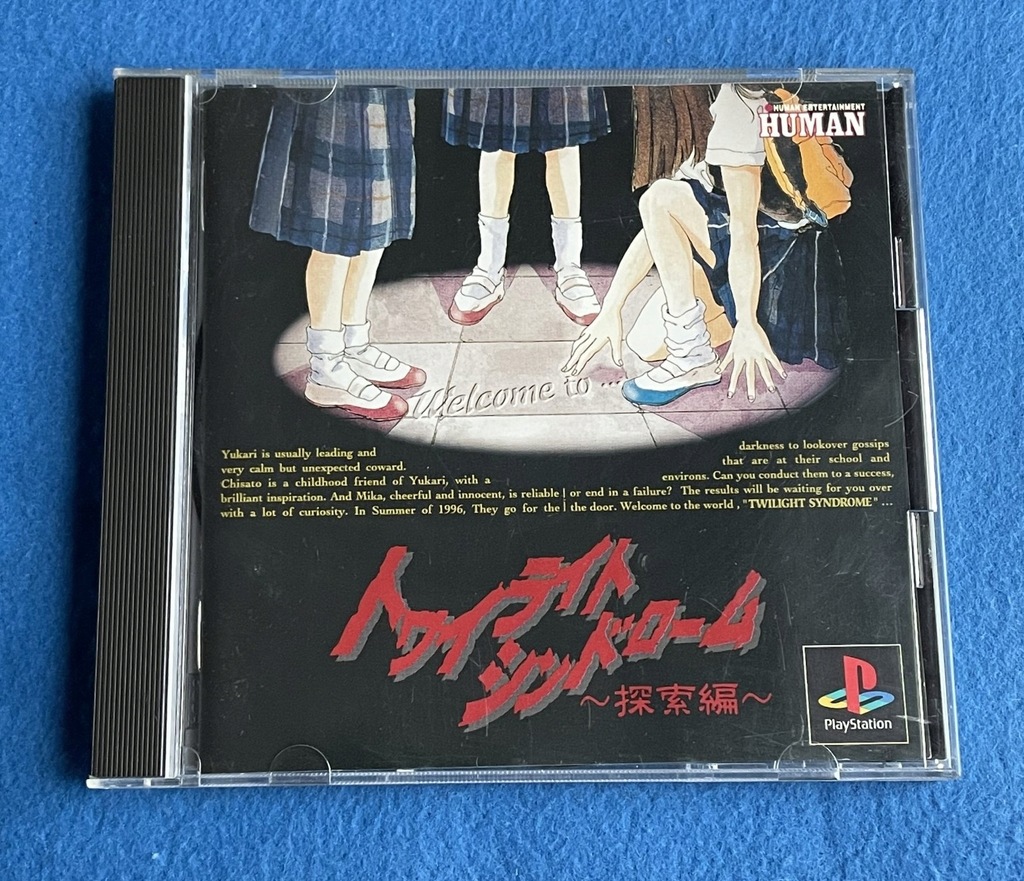 HUMAN ENTERTAINMENT
HUMAN
Welcome to ...
Yukari is usually leading and
very calm but unexpected coward.
Chisato is a childhood friend of Yukari, with a
brilliant inspiration. And Mika, cheerful and innocent, is reliable
with a lot of curiosity. In Summer of 1996, They go for the
darkness to lookover gossips
that are at their school and
environs. Can you conduct them to a success,
or end in a failure? The results will be waiting for you over
the door. Welcome to the world , "TWILIGHT SYNDROME" ...
トワイライト
シンドローム
～探索編～
PlayStation